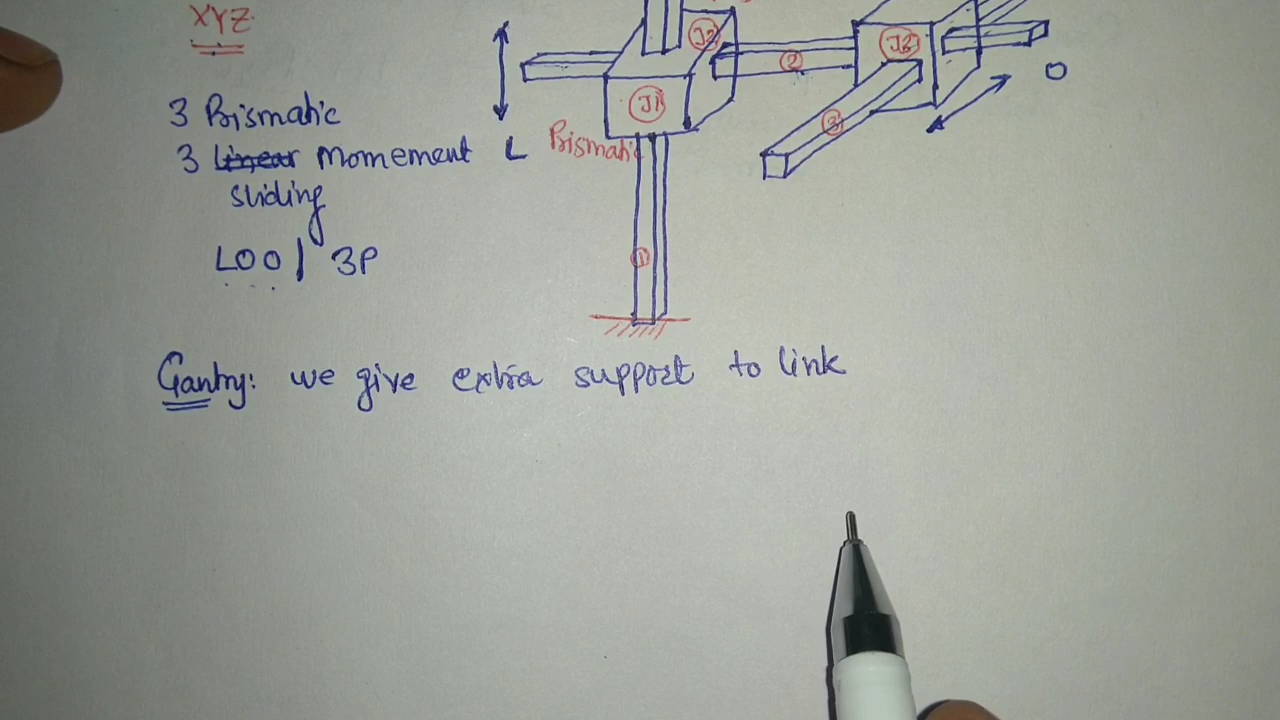 XYZ
J2
2
J3
O
J1
3 Prismatic
3
3 linear Momement L Prismatic
sliding
LOO | 3P
1
Gantry: we give extra support to link